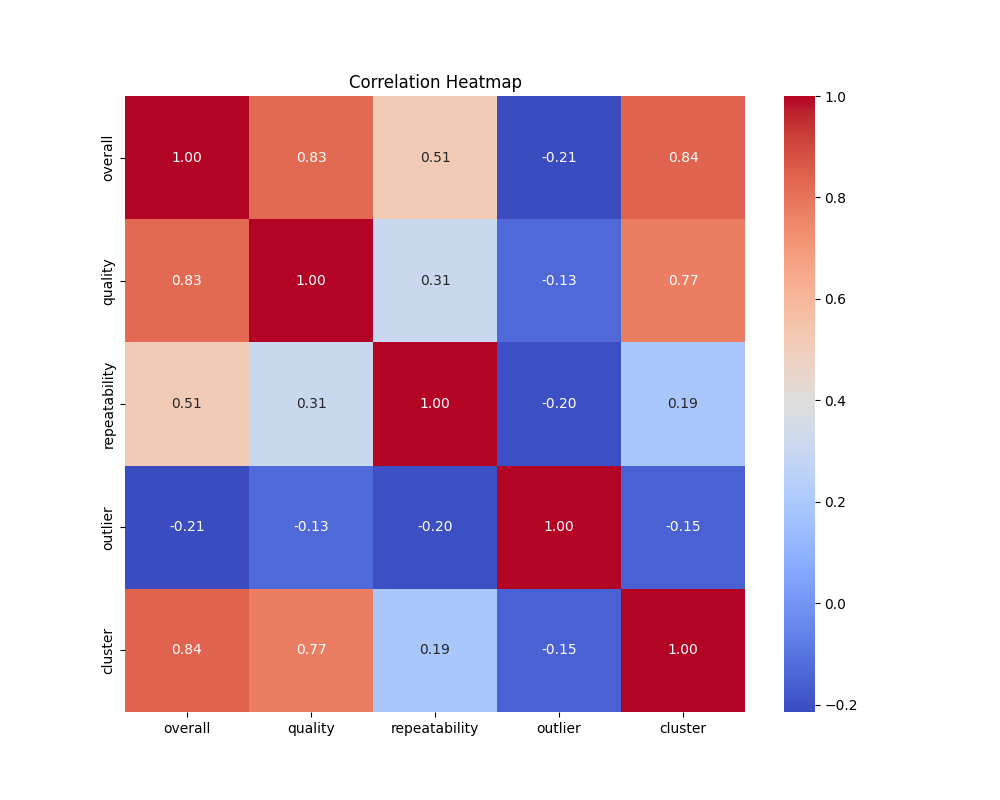 Correlation Heatmap
overall 1.00 0.83 0.51 -0.21 0.84
quality 0.83 1.00 0.31 -0.13 0.77
repeatability 0.51 0.31 1.00 -0.20 0.19
outlier -0.21 -0.13 -0.20 1.00 -0.15
cluster 0.84 0.77 0.19 -0.15 1.00
overall quality repeatability outlier cluster
1.0
0.8
0.6
0.4
0.2
0.0
−0.2